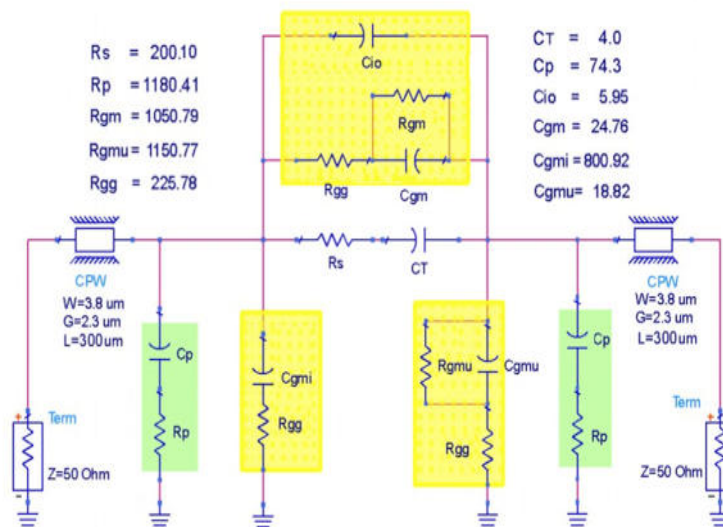 Rs = 200.10
Rp = 1180.41
Rgm = 1050.79
Rgmu = 1150.77
Rgg = 225.78
Cio
Rgm
Rgg
Cgm
CT = 4.0
Cp = 74.3
Cio = 5.95
Cgm = 24.76
Cgmi = 800.92
Cgmu = 18.82
Rs
CT
CPW
W=3.8 um
G=2.3 um
L=300um
CPW
W=3.8 um
G=2.3 um
L=300um
Cp
Rp
Cgmi
Rgg
Rgmu
Cgmu
Rgg
Cp
Rp
+
Term
Z=50 Ohm
-
Term
+
Z=50 Ohm
-